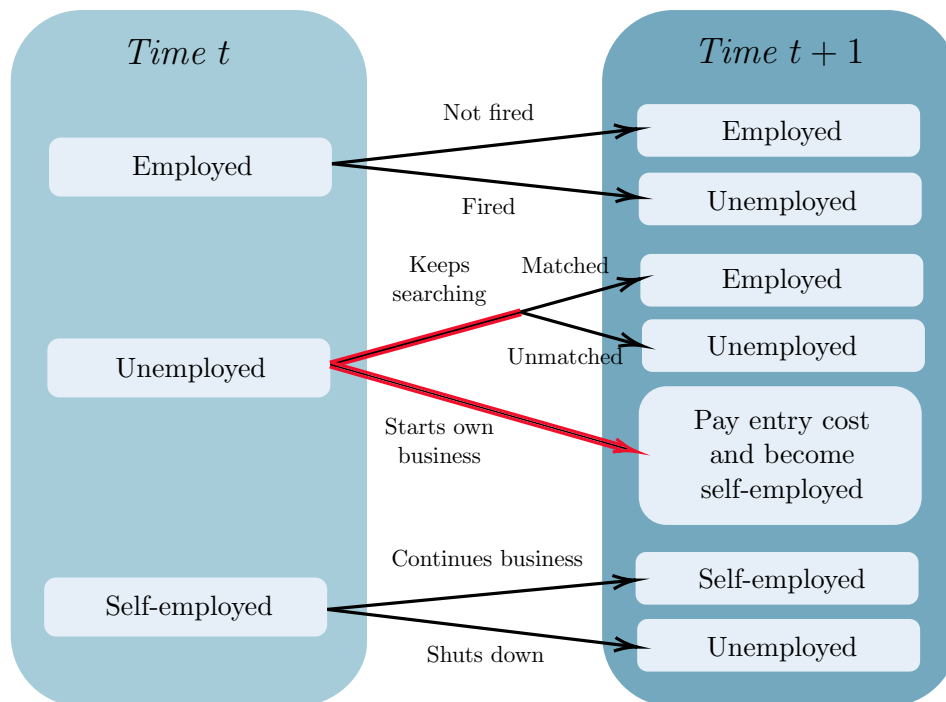 Time t
Employed
Unemployed
Self-employed
Not fired
Fired
Keeps
searching
Matched
Unmatched
Starts own
business
Continues business
Shuts down
Time t + 1
Employed
Unemployed
Employed
Unemployed
Pay entry cost
and become
self-employed
Self-employed
Unemployed